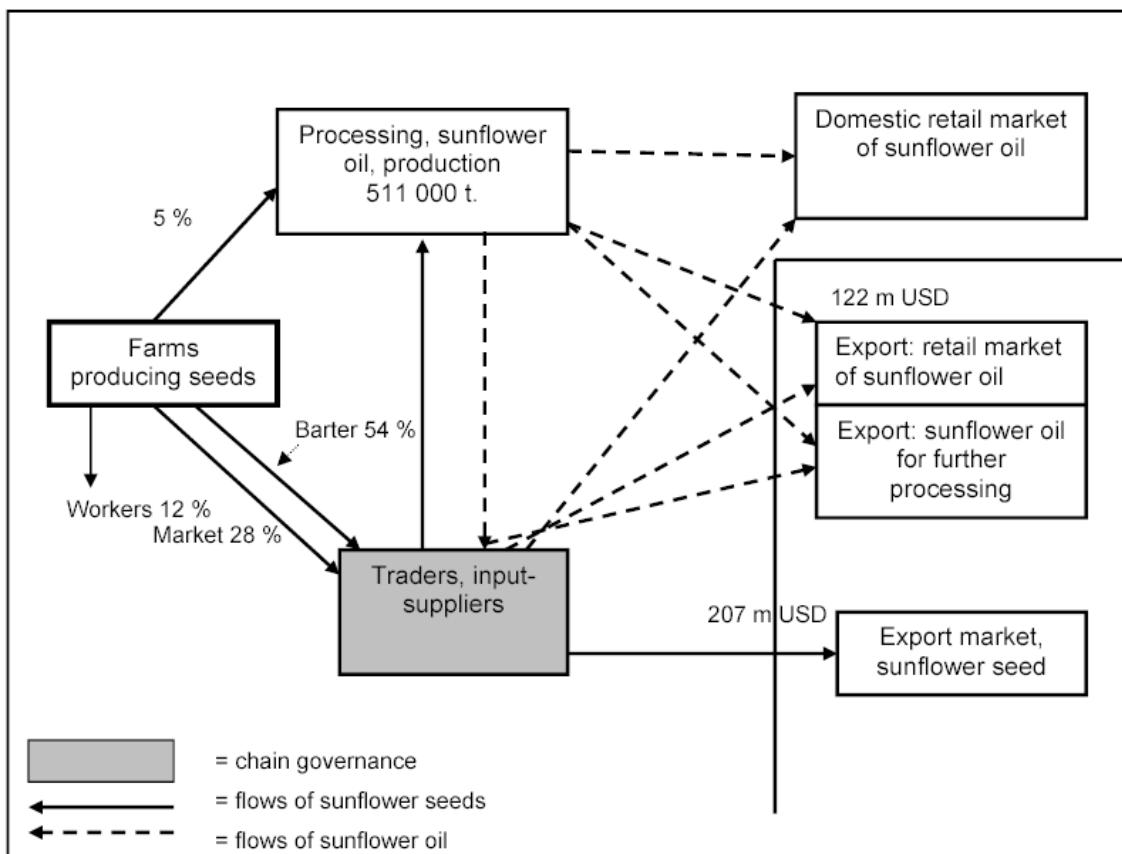 Processing, sunflower
oil, production
511 000 t.
Domestic retail market
of sunflower oil
5 %
122 m USD
Farms
producing seeds
Export: retail market
of sunflower oil
Barter 54 %
Export: sunflower oil
for further
processing
Workers 12 %
Market 28 %
Traders, input-
suppliers
207 m USD
Export market,
sunflower seed
= chain governance
= flows of sunflower seeds
= flows of sunflower oil